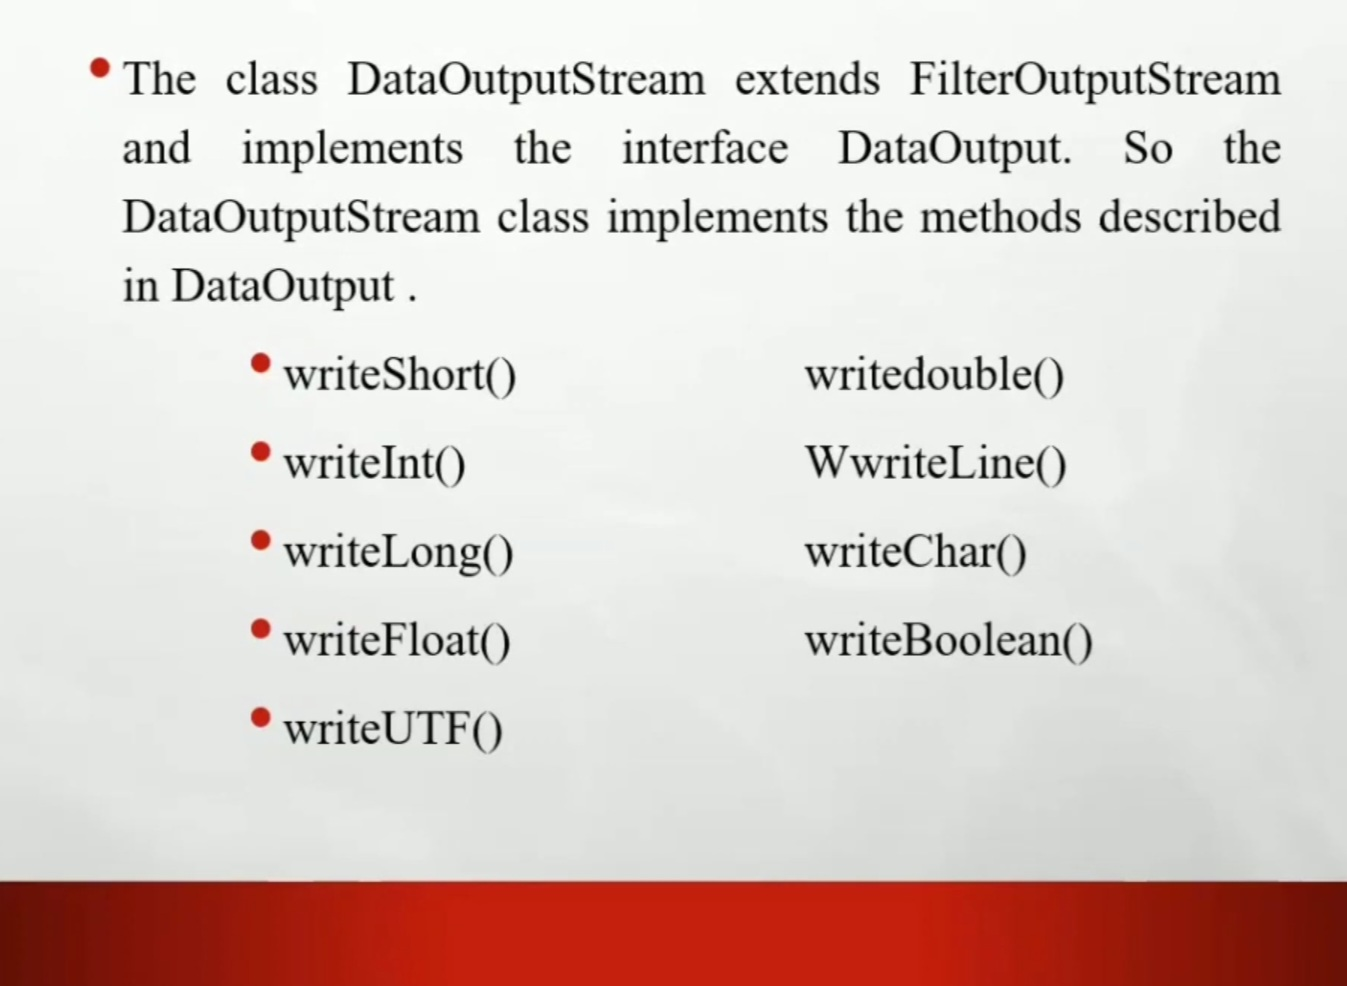 The class DataOutputStream extends FilterOutputStream
and implements the interface DataOutput. So the
DataOutputStream class implements the methods described
in DataOutput .
writeShort() writedouble()
writeInt() WwriteLine()
writeLong() writeChar()
writeFloat() writeBoolean()
writeUTF()